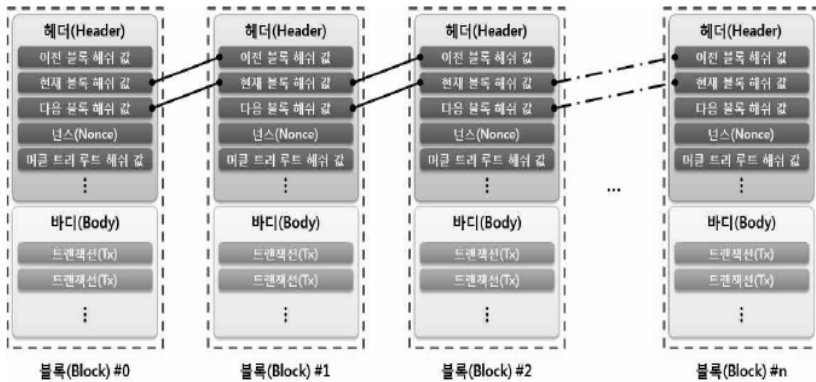 헤더(Header)
이전 블록 해쉬 값
현재 블록 해쉬 값
다음 블록 해쉬 값
넌스(Nonce)
머클 트리 루트 해쉬 값
바디(Body)
트랜잭션(Tx)
트랜잭션(Tx)
블록(Block) #0
헤더(Header)
이전 블록 해쉬 값
현재 블록 해쉬 값
다음 블록 해쉬 값
넌스(Nonce)
머클 트리 루트 해쉬 값
바디(Body)
트랜잭션(Tx)
트랜잭션(Tx)
블록(Block) #1
헤더(Header)
이전 블록 해쉬 값
현재 블록 해쉬 값
다음 블록 해쉬 값
넌스(Nonce)
머클 트리 루트 해쉬 값
바디(Body)
트랜잭션(Tx)
트랜잭션(Tx)
블록(Block) #2
...
헤더(Header)
이전 블록 해쉬 값
현재 블록 해쉬 값
다음 블록 해쉬 값
넌스(Nonce)
머클 트리 루트 해쉬 값
바디(Body)
트랜잭션(Tx)
트랜잭션(Tx)
블록(Block) #n